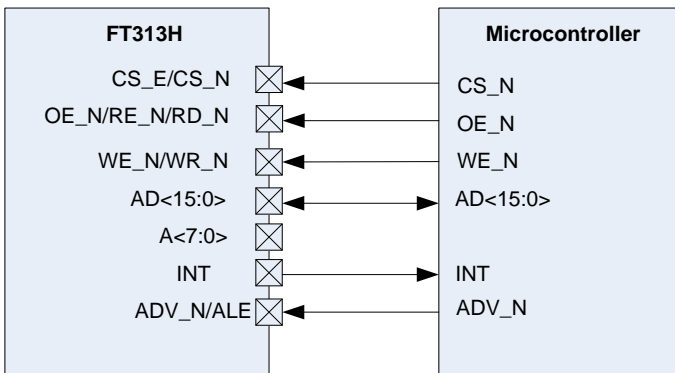 FT313H
Microcontroller
CS_E/CS_N
CS_N
OE_N/RE_N/RD_N
OE_N
WE_N/WR_N
WE_N
AD<15:0>
AD<15:0>
A<7:0>
INT
INT
ADV_N/ALE
ADV_N